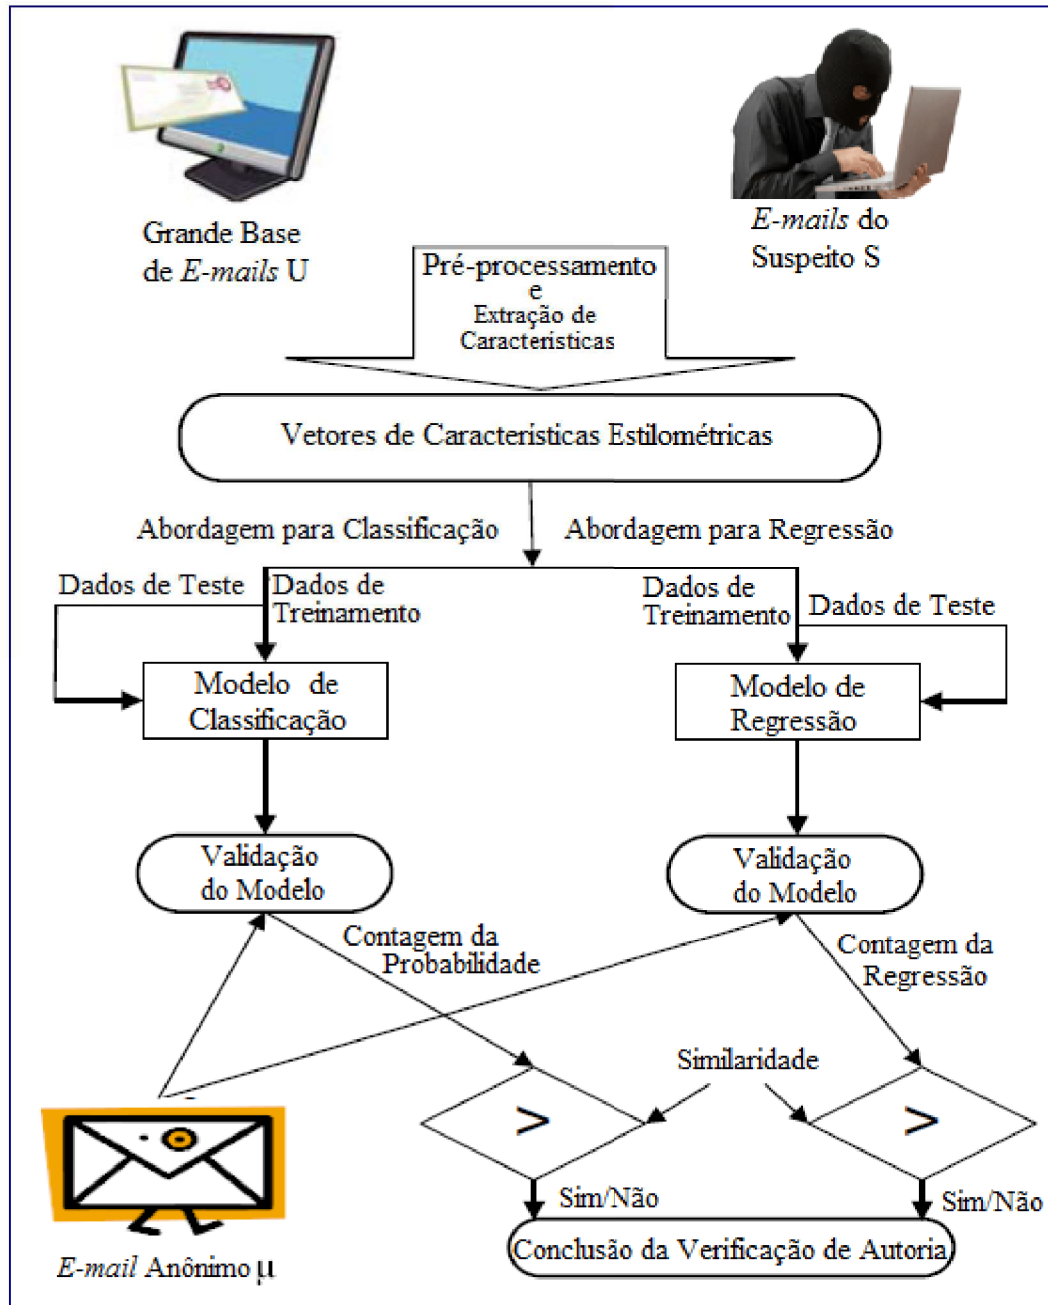 Grande Base
de E-mails U
E-mails do
Suspeito S
Pré-processamento
e
Extração de
Características
Vetores de Características Estilométricas
Abordagem para Classificação
Abordagem para Regressão
Dados de Teste
Dados de
Treinamento
Dados de
Treinamento
Dados de Teste
Modelo de
Classificação
Modelo de
Regressão
Validação
do Modelo
Validação
do Modelo
Contagem da
Probabilidade
Contagem da
Regressão
Similaridade
>
>
Sim/Não
Sim/Não
Conclusão da Verificação de Autoria
E-mail Anônimo μ